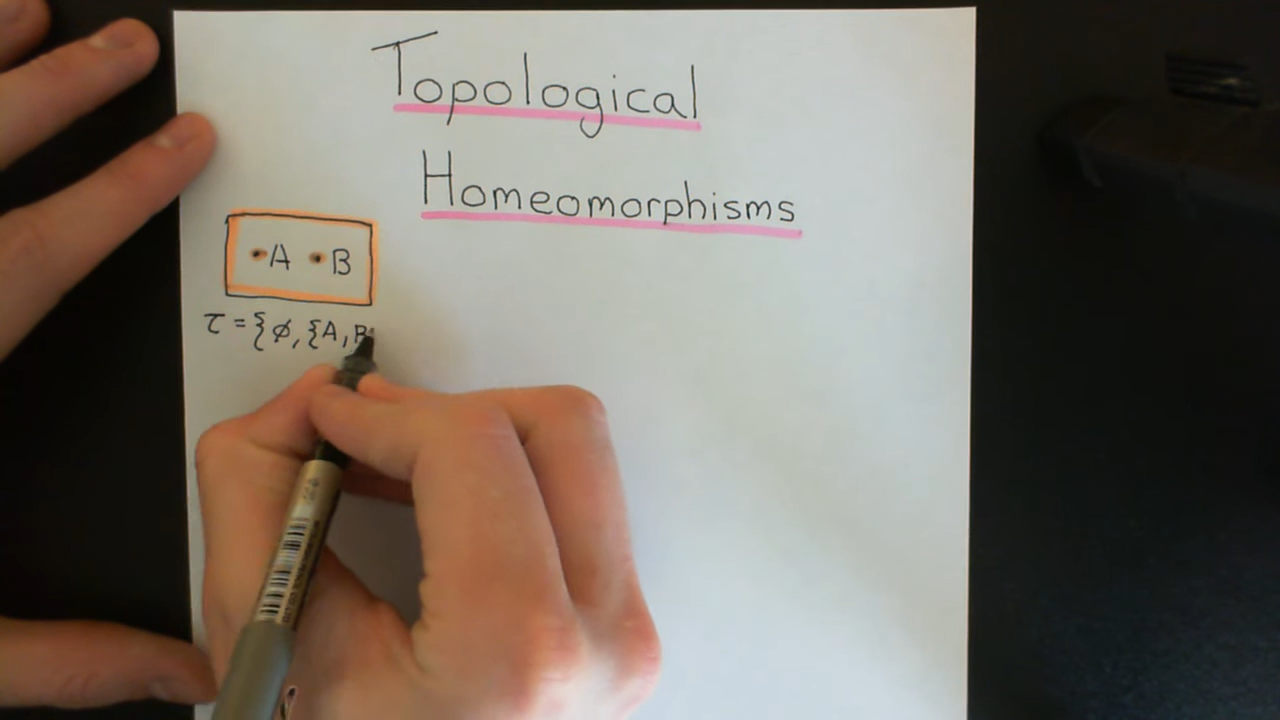 Topological
Homeomorphisms
•A •B
τ = {∅, {A, B